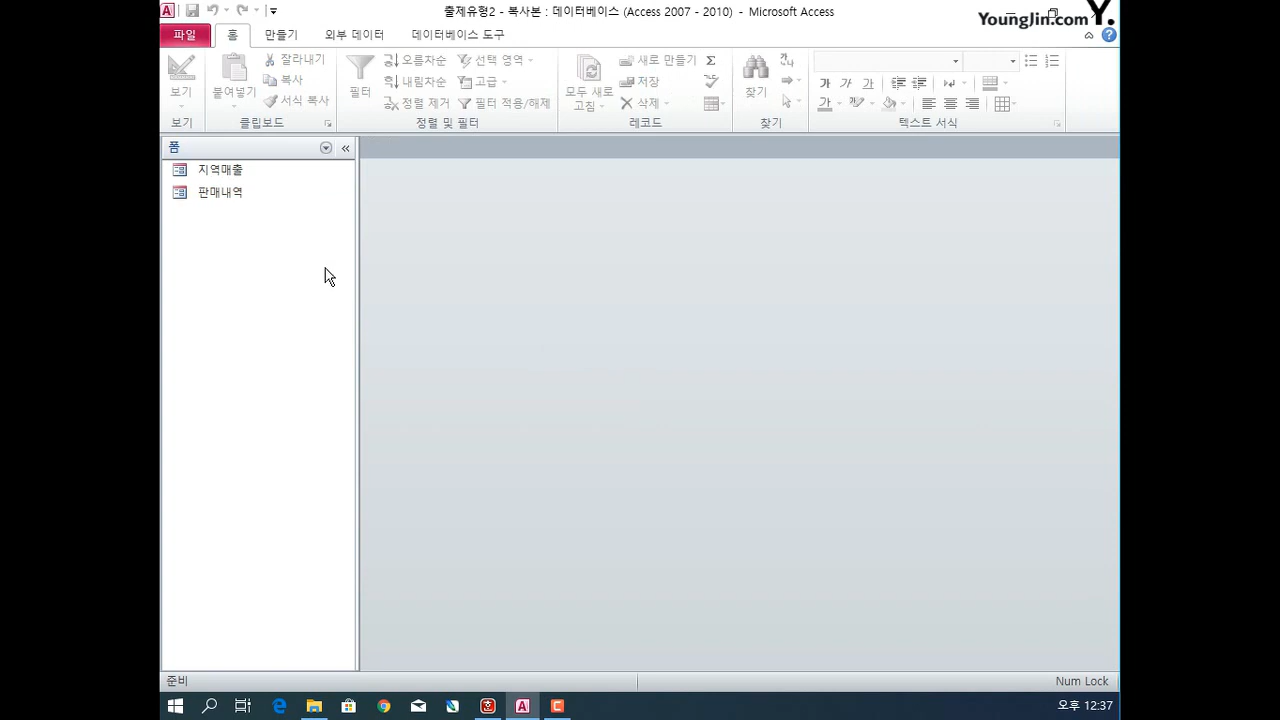 출제유형2 - 복사본 : 데이터베이스 (Access 2007 - 2010) - Microsoft Access
YoungJin.com Y.
파일 홈 만들기 외부 데이터 데이터베이스 도구
보기
보기
붙여넣기
잘라내기
복사
서식 복사
클립보드
필터
오름차순
내림차순
정렬 제거
선택 영역
고급
필터 적용/해제
정렬 및 필터
모두 새로
고침
새로 만들기
저장
삭제
레코드
찾기
찾기
가 가 가
가
텍스트 서식
폼
지역매출
판매내역
준비
Num Lock
오후 12:37